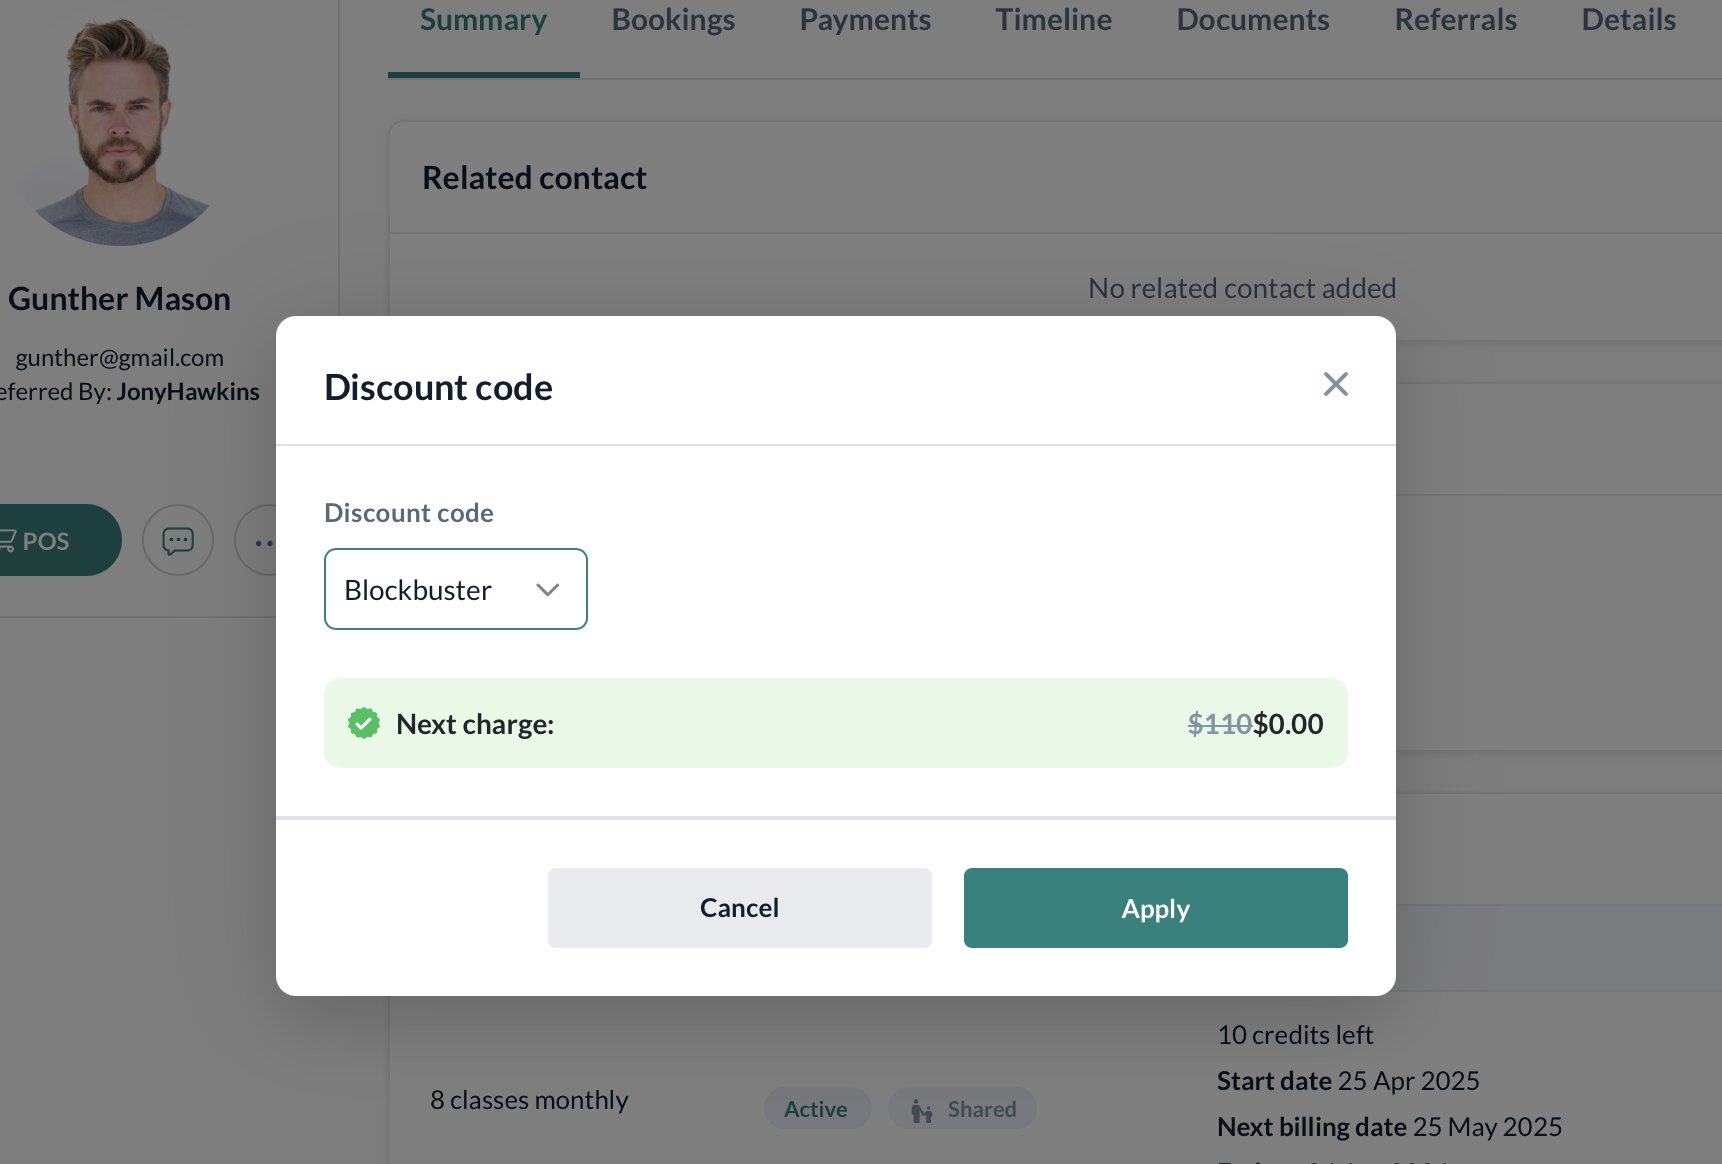 Summary Bookings Payments Timeline Documents Referrals Details
Related contact
No related contact added
Gunther Mason
gunther@gmail.com
eferred By: JonyHawkins
POS
Discount code
Discount code
Blockbuster
Next charge: $110$0.00
Cancel Apply
10 credits left
8 classes monthly Active Shared
Start date 25 Apr 2025
Next billing date 25 May 2025